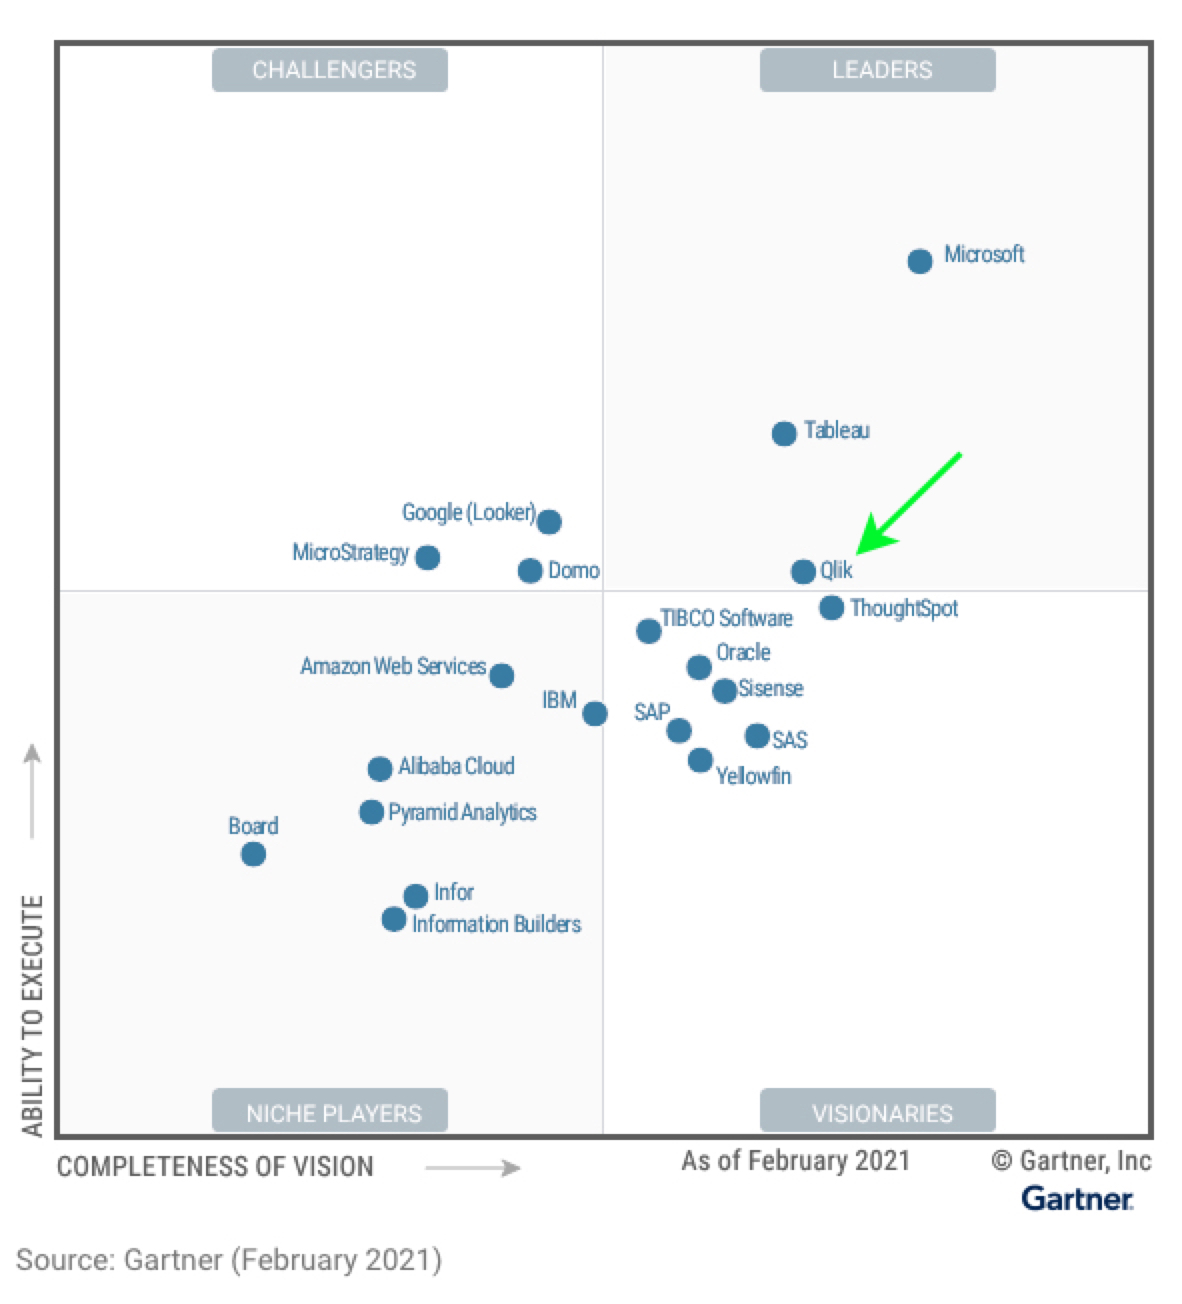 CHALLENGERS
LEADERS
Microsoft
Tableau
Google (Looker)
MicroStrategy
Domo
Qlik
ThoughtSpot
TIBCO Software
Oracle
Amazon Web Services
Sisense
IBM
SAP
SAS
Alibaba Cloud
Yellowfin
Pyramid Analytics
Board
Infor
Information Builders
ABILITY TO EXECUTE
NICHE PLAYERS
VISIONARIES
COMPLETENESS OF VISION
As of February 2021
© Gartner, Inc
Gartner.
Source: Gartner (February 2021)